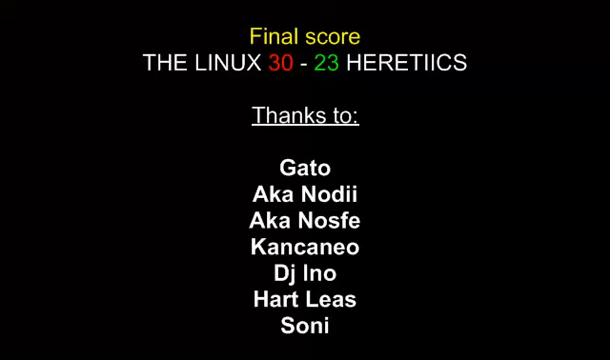 Final score
THE LINUX 30 - 23 HERETIICS
Thanks to:
Gato
Aka Nodii
Aka Nosfe
Kancaneo
Dj Ino
Hart Leas
Soni